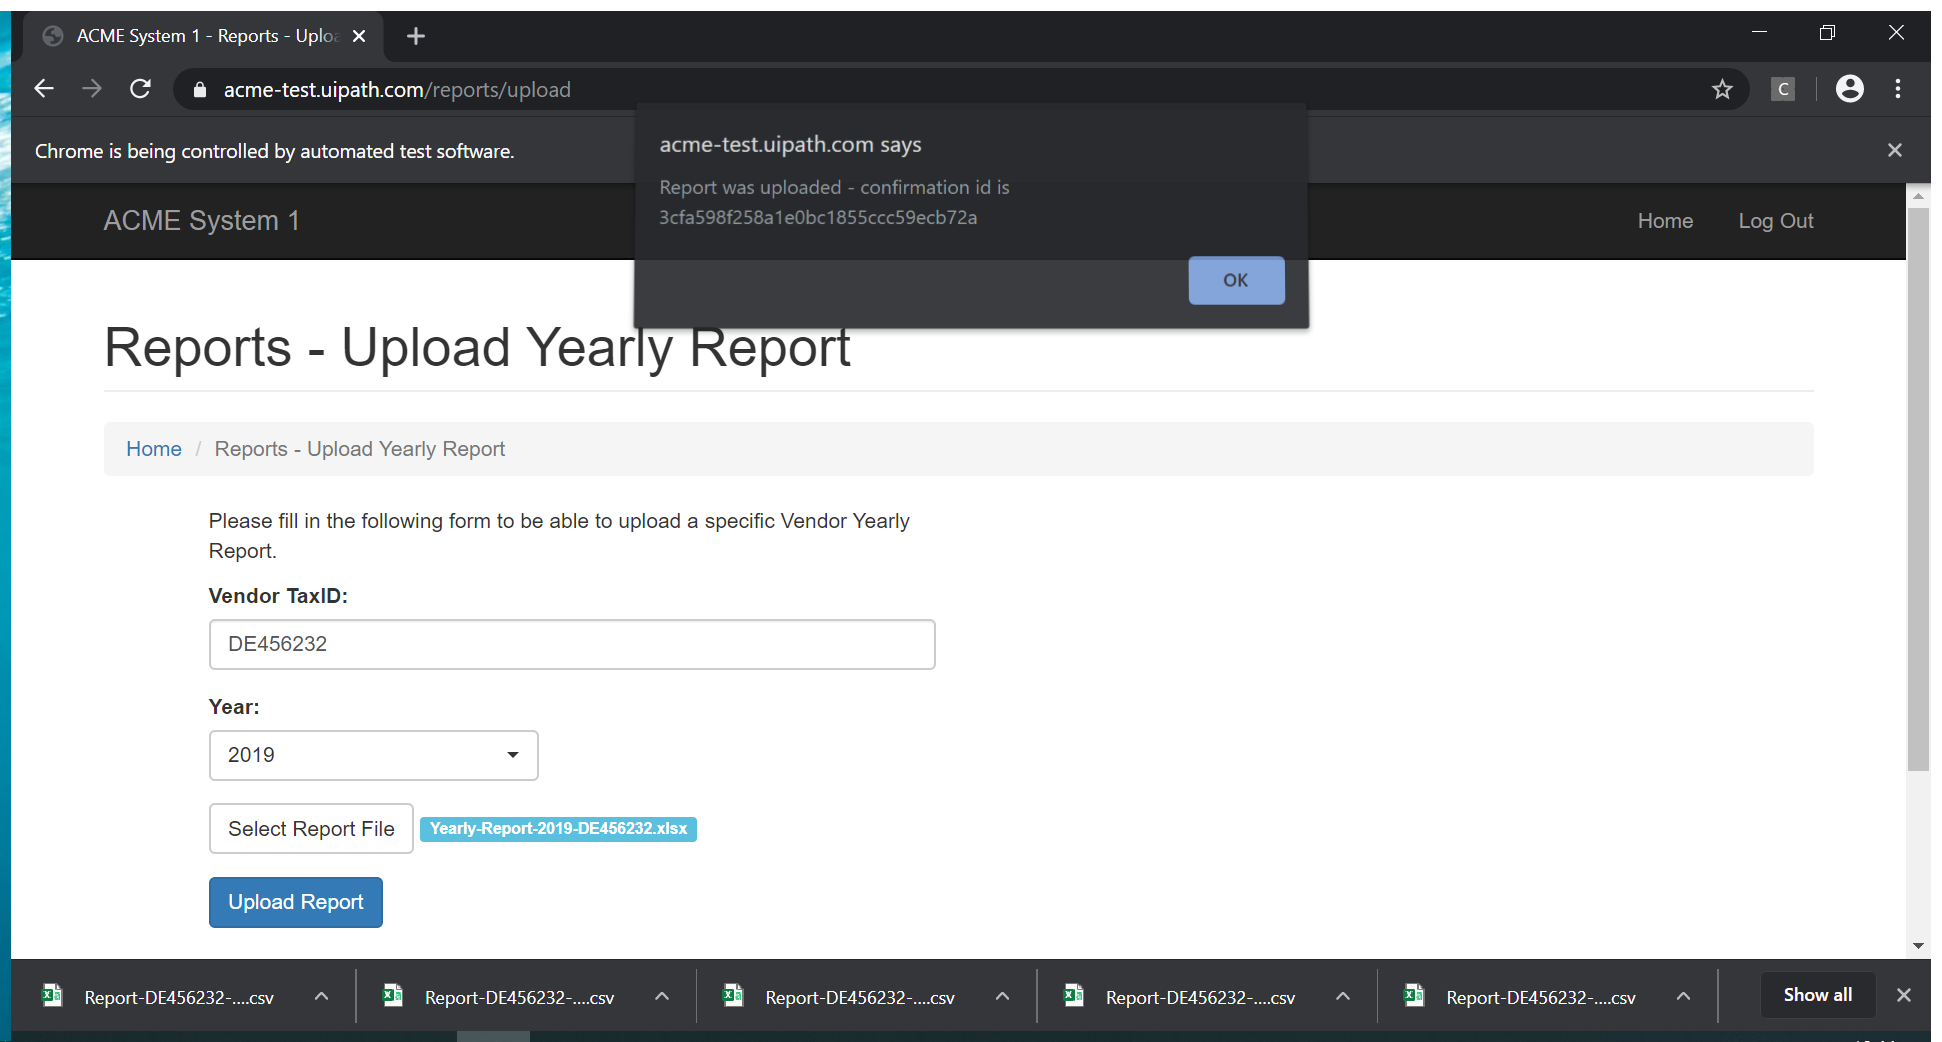 ACME System 1 - Reports - Uploa
acme-test.uipath.com/reports/upload
C
Chrome is being controlled by automated test software.
acme-test.uipath.com says
Report was uploaded - confirmation id is
3cfa598f258a1e0bc1855ccc59ecb72a
OK
ACME System 1
Home
Log Out
Reports - Upload Yearly Report
Home / Reports - Upload Yearly Report
Please fill in the following form to be able to upload a specific Vendor Yearly
Report.
Vendor TaxID:
DE456232
Year:
2019
Select Report File
Yearly-Report-2019-DE456232.xlsx
Upload Report
Report-DE456232-....csv
Report-DE456232-....csv
Report-DE456232-....csv
Report-DE456232-....csv
Report-DE456232-....csv
Show all